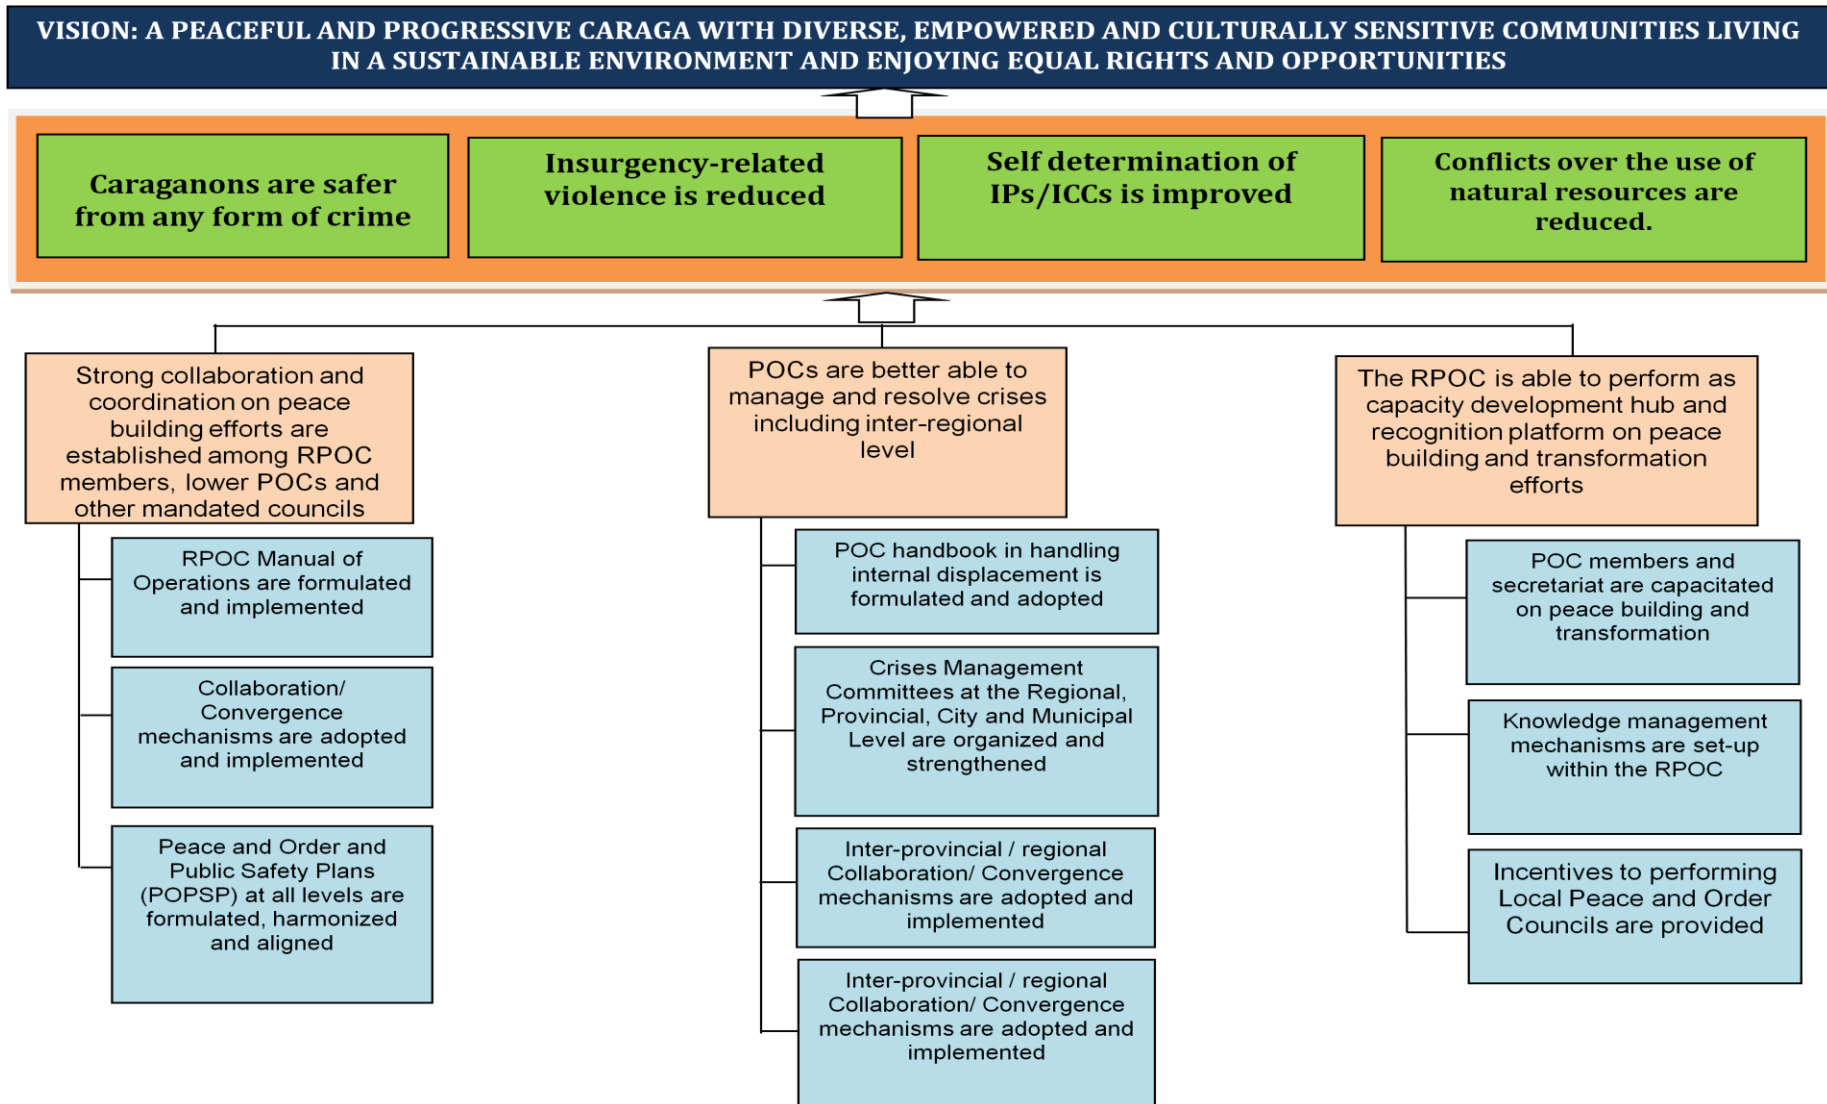 VISION: A PEACEFUL AND PROGRESSIVE CARAGA WITH DIVERSE, EMPOWERED AND CULTURALLY SENSITIVE COMMUNITIES LIVING
IN A SUSTAINABLE ENVIRONMENT AND ENJOYING EQUAL RIGHTS AND OPPORTUNITIES
Caraganons are safer
from any form of crime
Insurgency-related
violence is reduced
Self determination of
IPs/ICCs is improved
Conflicts over the use of
natural resources are
reduced.
Strong collaboration and
coordination on peace
building efforts are
established among RPOC
members, lower POCs and
other mandated councils
RPOC Manual of
Operations are formulated
and implemented
Collaboration/
Convergence
mechanisms are adopted
and implemented
Peace and Order and
Public Safety Plans
(POPSP) at all levels are
formulated, harmonized
and aligned
POCs are better able to
manage and resolve crises
including inter-regional
level
POC handbook in handling
internal displacement is
formulated and adopted
Crises Management
Committees at the Regional,
Provincial, City and Municipal
Level are organized and
strengthened
Inter-provincial / regional
Collaboration/ Convergence
mechanisms are adopted and
implemented
Inter-provincial / regional
Collaboration/ Convergence
mechanisms are adopted and
implemented
The RPOC is able to perform as
capacity development hub and
recognition platform on peace
building and transformation
efforts
POC members and
secretariat are capacitated
on peace building and
transformation
Knowledge management
mechanisms are set-up
within the RPOC
Incentives to performing
Local Peace and Order
Councils are provided